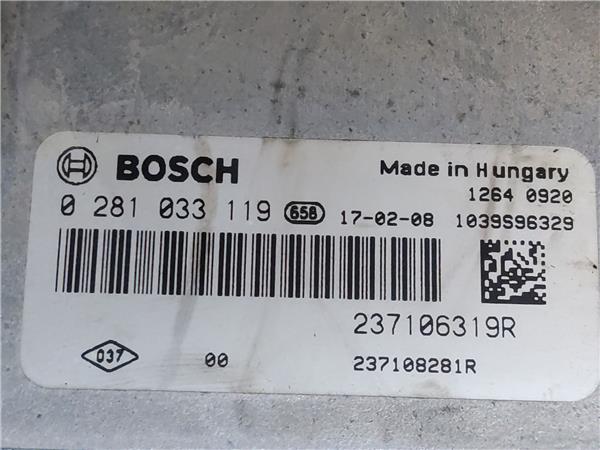 BOSCH
Made in Hungary
1264 0920
0 281 033 119 658 17-02-08 1039S96329
237106319R
037 00 237108281R